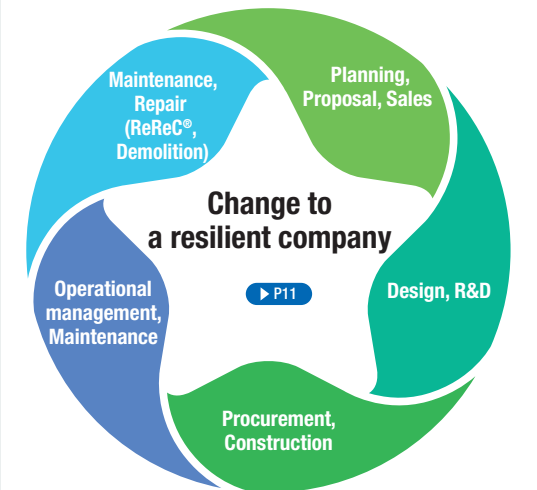 Maintenance,
Repair
(ReReC®,
Demolition)
Planning,
Proposal, Sales
Change to
a resilient company
▶ P11
Design, R&D
Operational
management,
Maintenance
Procurement,
Construction